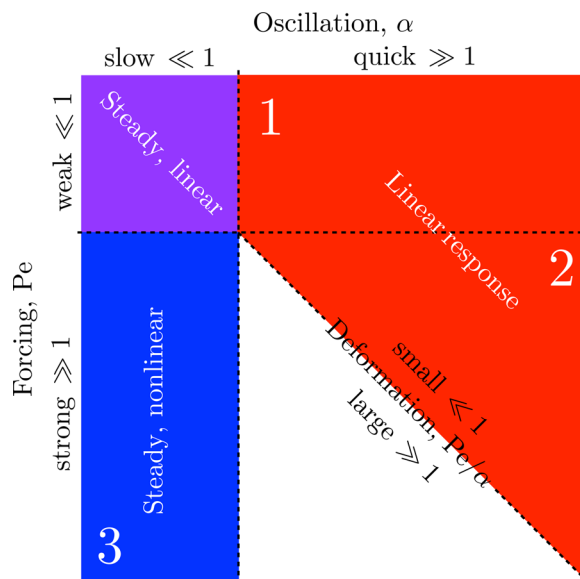 Oscillation, α
slow ≪ 1
quick ≫ 1
Forcing, Pe
weak ≪ 1
strong ≫ 1
Steady, linear
1
Linear response
2
Deformation, Pe/α
small ≪ 1
large ≫ 1
Steady, nonlinear
3